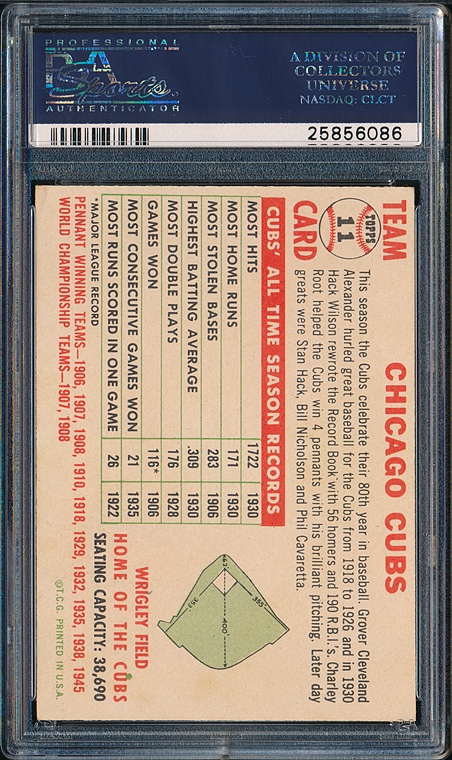 PROFESSIONAL
PSA
Sports
AUTHENTICATOR
A DIVISION OF
COLLECTORS
UNIVERSE
NASDAQ: CLCT
25856086
TEAM
TOPPS
11
CARD
CHICAGO CUBS
This season the Cubs celebrate their 80th year in baseball. Grover Cleveland
Alexander hurled great baseball for the Cubs from 1918 to 1926 and in 1930
Hack Wilson rewrote the Record Book with 56 homers and 190 R.B.I.'s. Charley
Root helped the Cubs win 4 pennants with his brilliant pitching. Later day
greats were Stan Hack, Bill Nicholson and Phil Cavaretta.
CUBS' ALL TIME SEASON RECORDS
MOST HITS 1722 1930
MOST HOME RUNS 171 1930
MOST STOLEN BASES 283 1906
HIGHEST BATTING AVERAGE .309 1930
MOST DOUBLE PLAYS 176 1928
GAMES WON 116* 1906
MOST CONSECUTIVE GAMES WON 21 1935
MOST RUNS SCORED IN ONE GAME 26 1922
*MAJOR LEAGUE RECORD
355'
400'
353'
WRIGLEY FIELD
HOME OF THE CUBS
SEATING CAPACITY: 38,690
PENNANT WINNING TEAMS—1906, 1907, 1908, 1910, 1918, 1929, 1932, 1935, 1938, 1945
WORLD CHAMPIONSHIP TEAMS—1907, 1908
©T.C.G. PRINTED IN U.S.A.